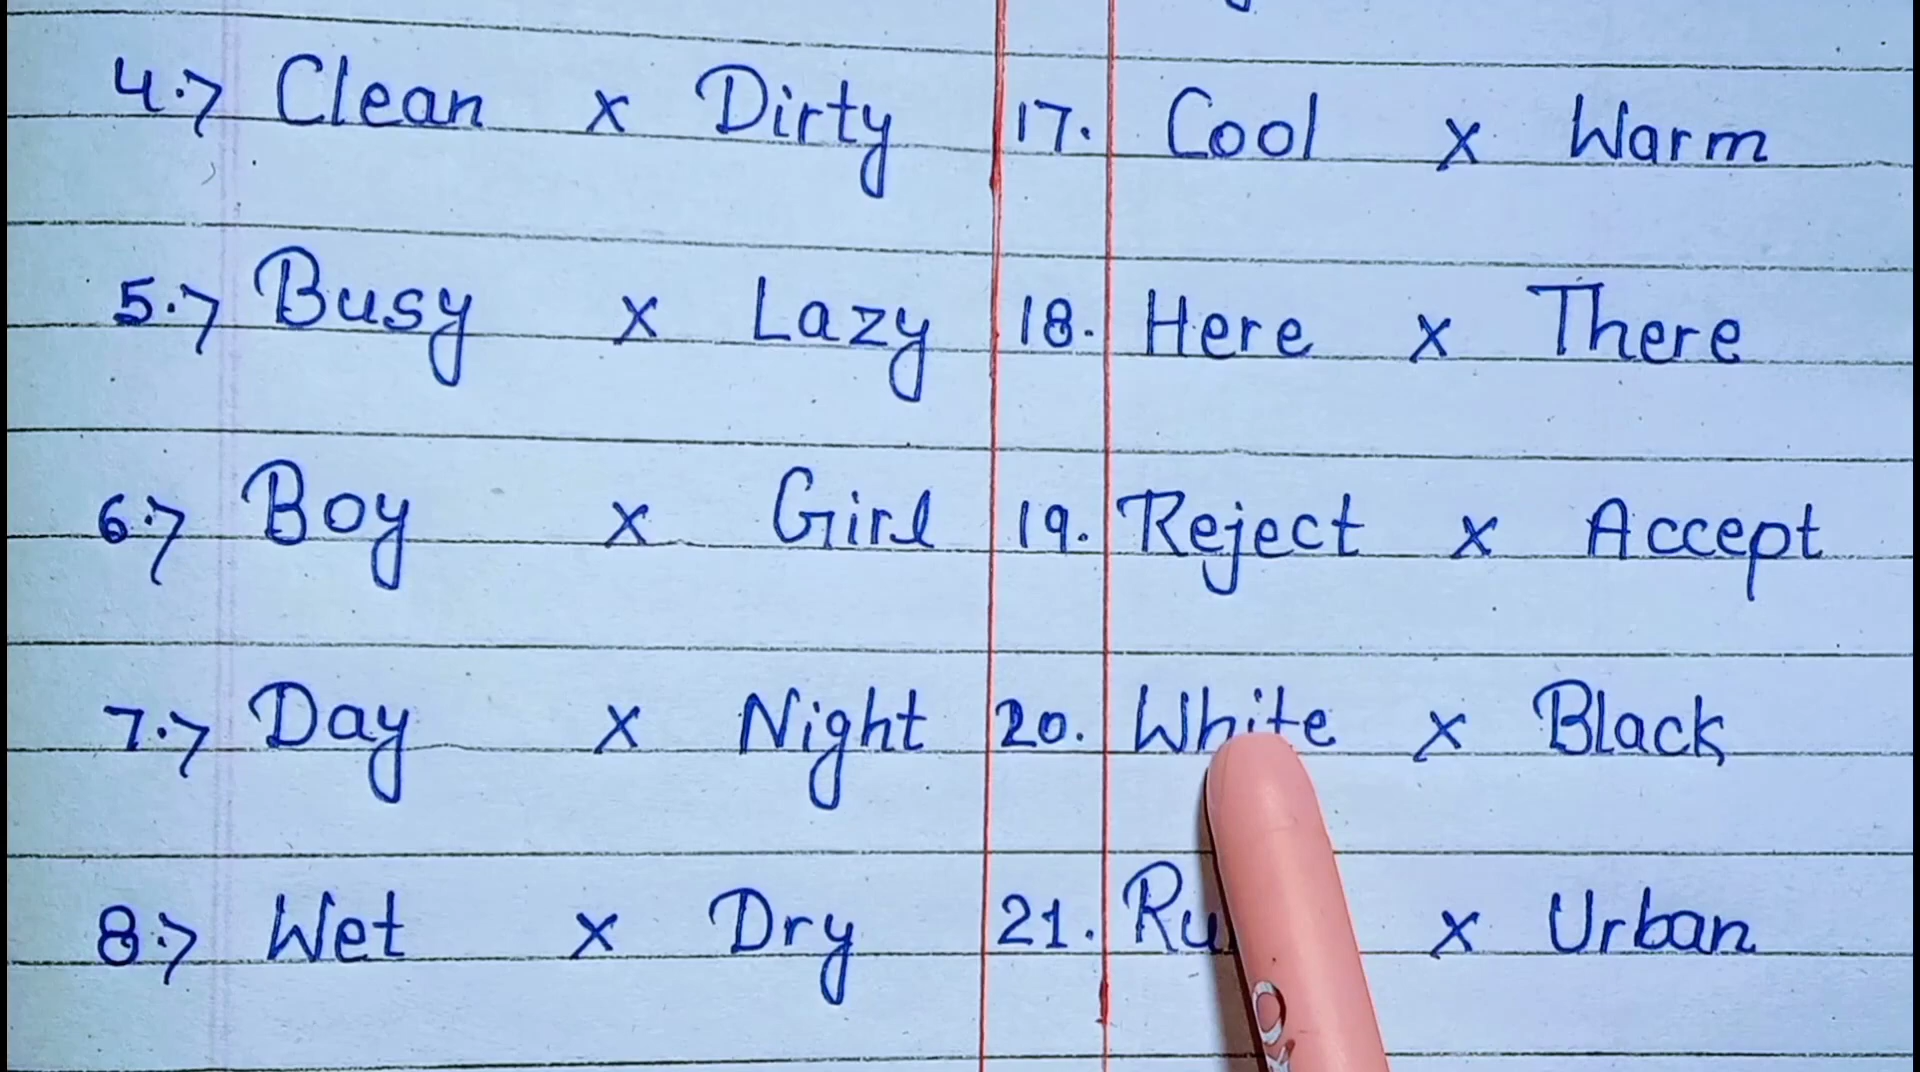 4.> Clean x Dirty
5.> Busy x Lazy
6.> Boy x Girl
7.> Day x Night
8.> Wet x Dry
17. Cool x Warm
18. Here x There
19. Reject x Accept
20. White x Black
21. x Urban